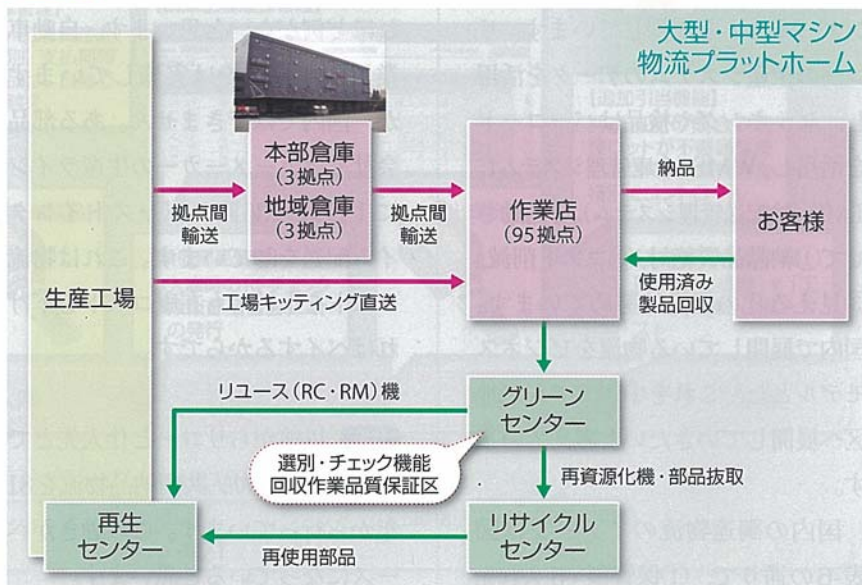 大型・中型マシン
物流プラットホーム
本部倉庫
(3拠点)
地域倉庫
(3拠点)
拠点間
輸送
拠点間
輸送
作業店
(95拠点)
納品
お客様
使用済み
製品回収
生産工場
工場キッティング直送
リユース(RC・RM)機
グリーン
センター
選別・チェック機能
回収作業品質保証区
再資源化機・部品抜取
再生
センター
再使用部品
リサイクル
センター